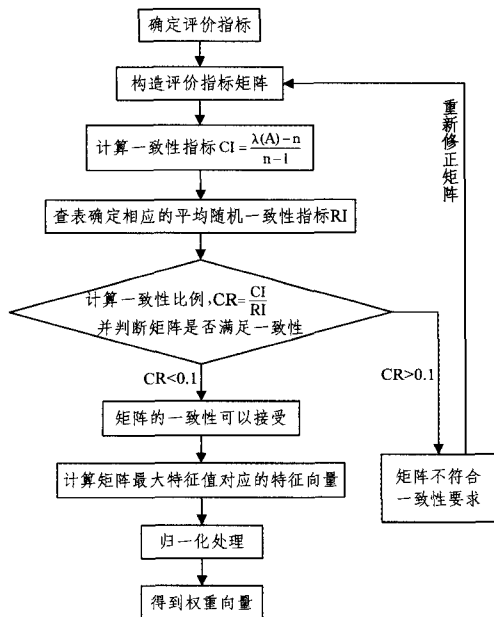 确定评价指标
构造评价指标矩阵
计算一致性指标CI=λ(A)-n/n-1
查表确定相应的平均随机一致性指标RI
计算一致性比例,CR=CI/RI
并判断矩阵是否满足一致性
CR<0.1
CR>0.1
矩阵的一致性可以接受
计算矩阵最大特征值对应的特征向量
归一化处理
得到权重向量
矩阵不符合
一致性要求
重新修正矩阵